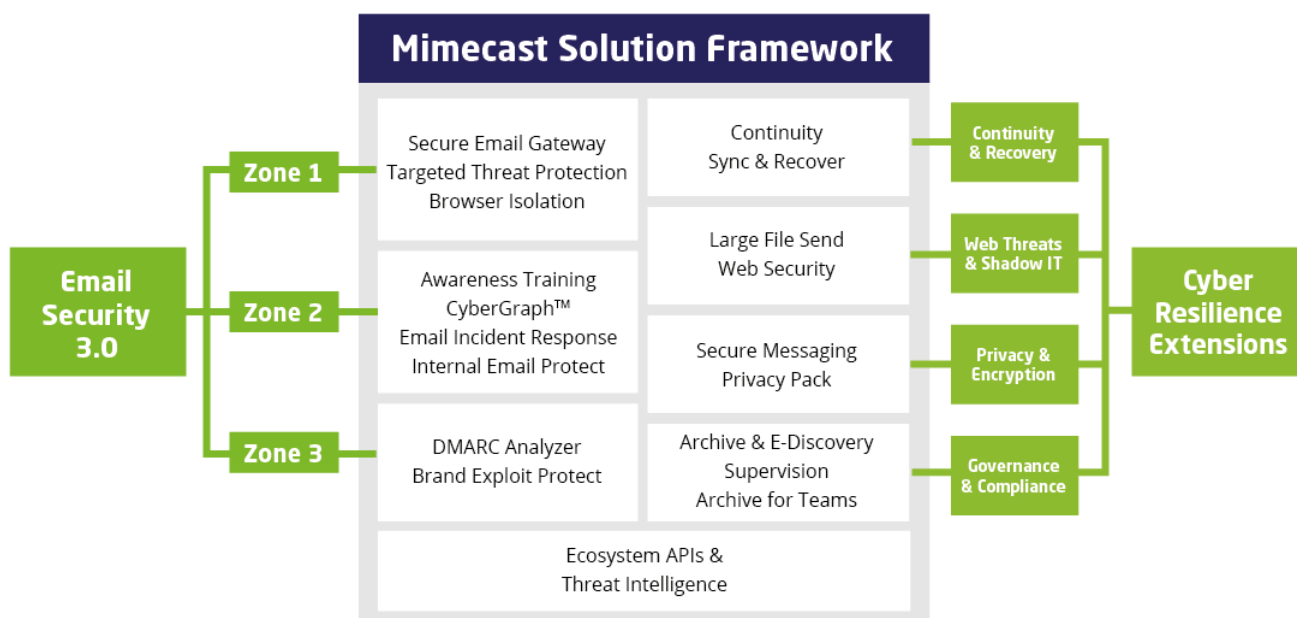 Mimecast Solution Framework
Email
Security
3.0
Zone 1
Zone 2
Zone 3
Secure Email Gateway
Targeted Threat Protection
Browser Isolation
Awareness Training
CyberGraph™
Email Incident Response
Internal Email Protect
DMARC Analyzer
Brand Exploit Protect
Continuity
Sync & Recover
Large File Send
Web Security
Secure Messaging
Privacy Pack
Archive & E-Discovery
Supervision
Archive for Teams
Ecosystem APIs &
Threat Intelligence
Continuity
& Recovery
Web Threats
& Shadow IT
Privacy &
Encryption
Governance
& Compliance
Cyber
Resilience
Extensions